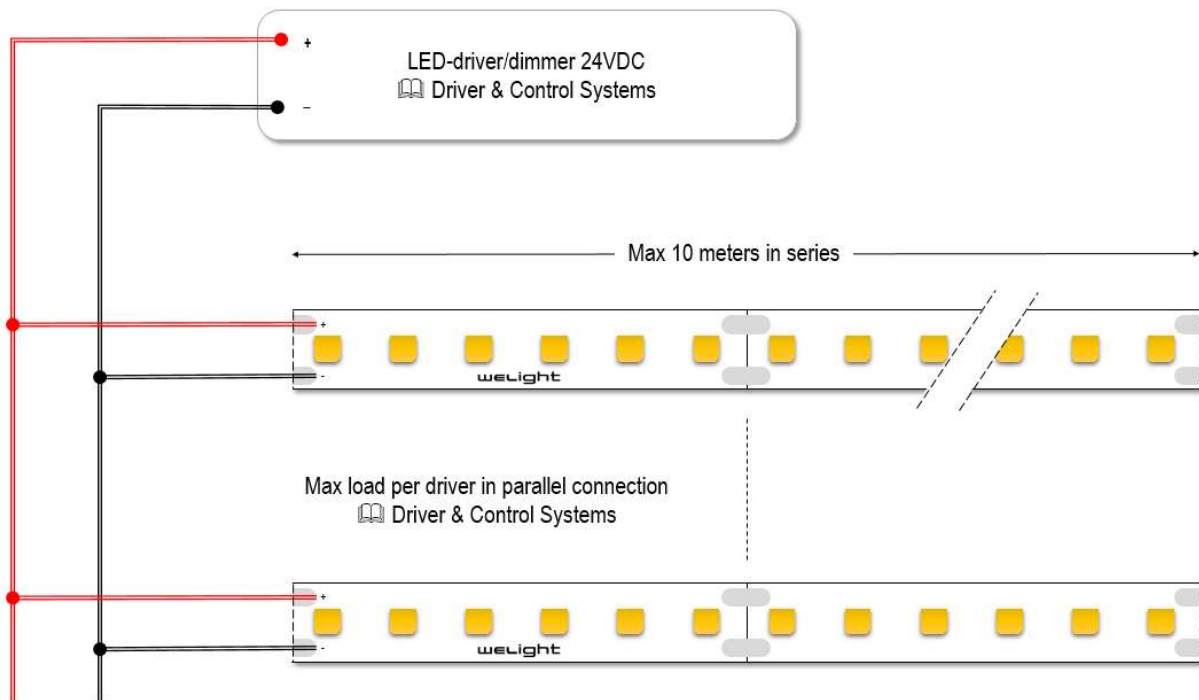 +
LED-driver/dimmer 24VDC
Driver & Control Systems
−
Max 10 meters in series
+
-
weLight
Max load per driver in parallel connection
Driver & Control Systems
+
-
weLight